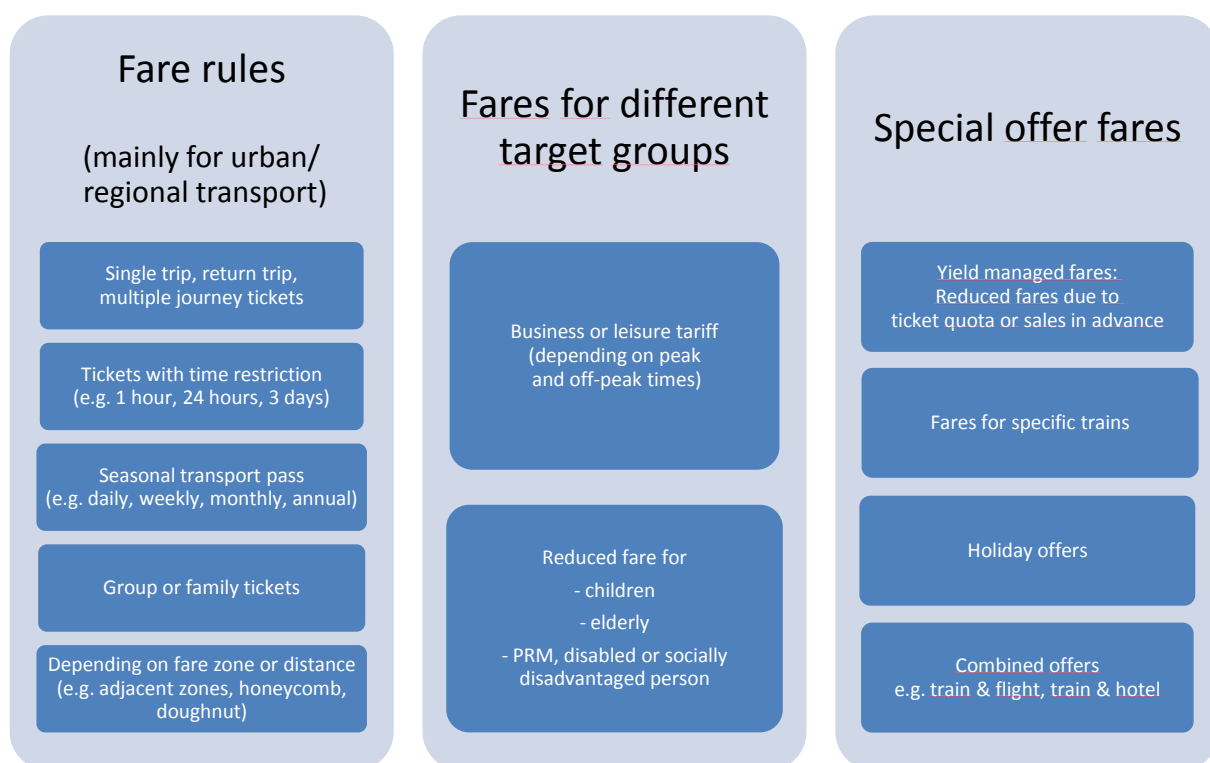 Fare rules
(mainly for urban/
regional transport)
Single trip, return trip,
multiple journey tickets
Tickets with time restriction
(e.g. 1 hour, 24 hours, 3 days)
Seasonal transport pass
(e.g. daily, weekly, monthly, annual)
Group or family tickets
Depending on fare zone or distance
(e.g. adjacent zones, honeycomb,
doughnut)
Fares for different
target groups
Business or leisure tariff
(depending on peak
and off-peak times)
Reduced fare for
- children
- elderly
- PRM, disabled or socially
disadvantaged person
Special offer fares
Yield managed fares:
Reduced fares due to
ticket quota or sales in advance
Fares for specific trains
Holiday offers
Combined offers
e.g. train & flight, train & hotel